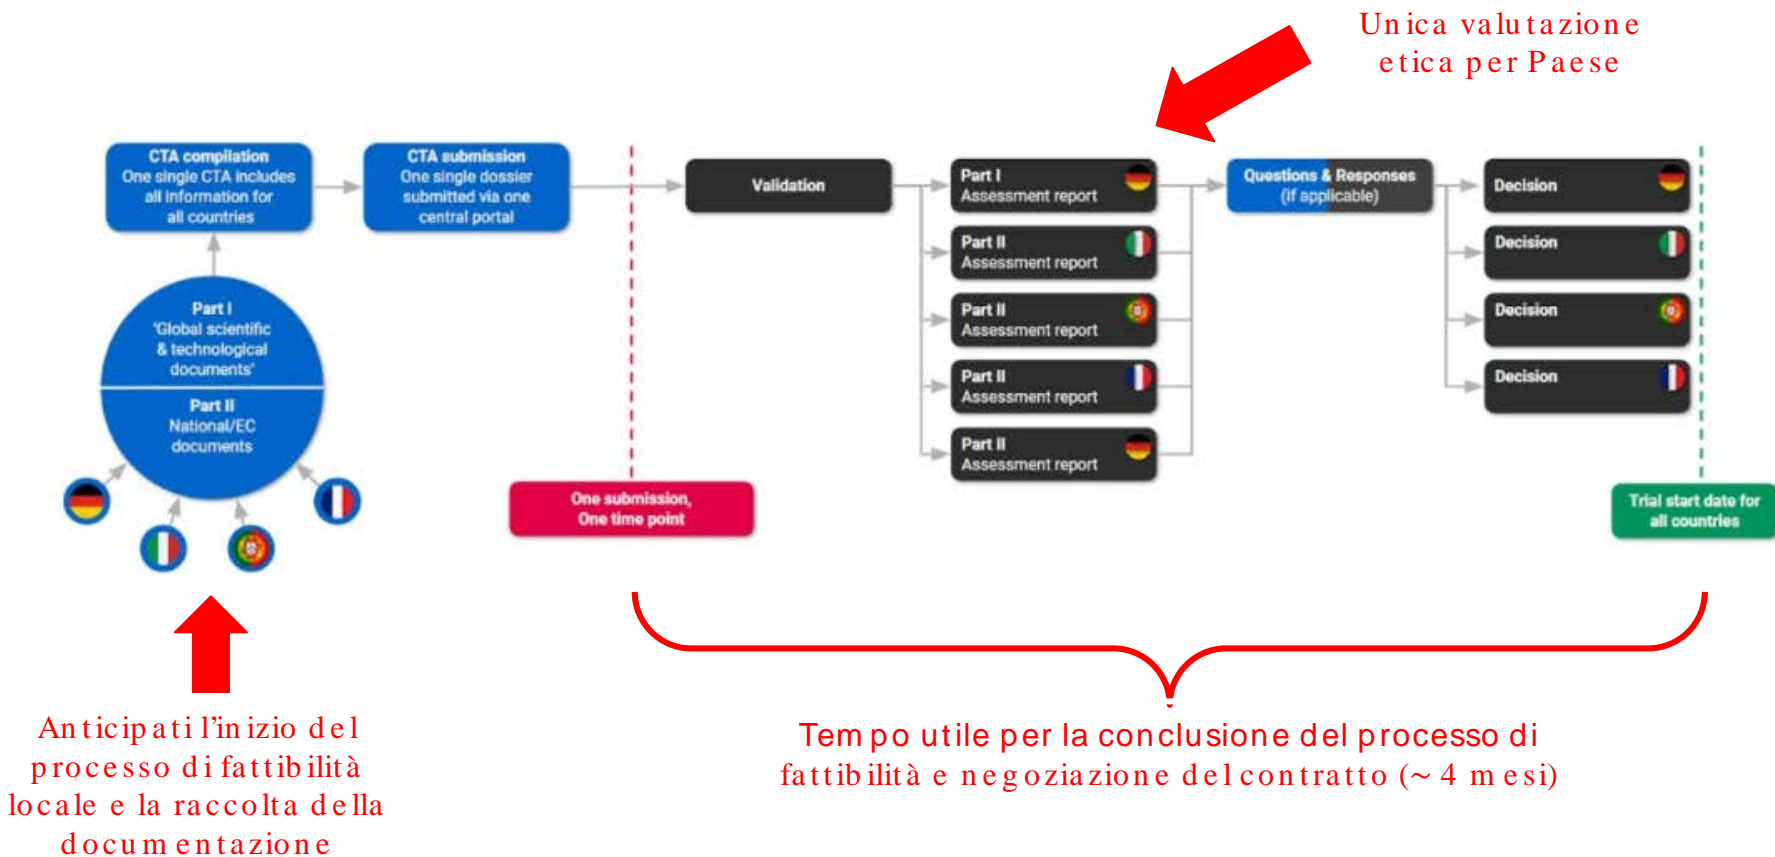 Unica valutazione
etica per Paese
CTA compilation
One single CTA includes
all information for
all countries
CTA submission
One single dossier
submitted via one
central portal
Validation
Part I
Assessment report
Part II
Assessment report
Part II
Assessment report
Part II
Assessment report
Part II
Assessment report
Questions & Responses
(if applicable)
Decision
Decision
Decision
Decision
Part I
'Global scientific
& technological
documents'
Part II
National/EC
documents
One submission,
One time point
Trial start date for
all countries
Anticipati l'inizio del
processo di fattibilità
locale e la raccolta della
documentazione
Tempo utile per la conclusione del processo di
fattibilità e negoziazione del contratto (~ 4 mesi)